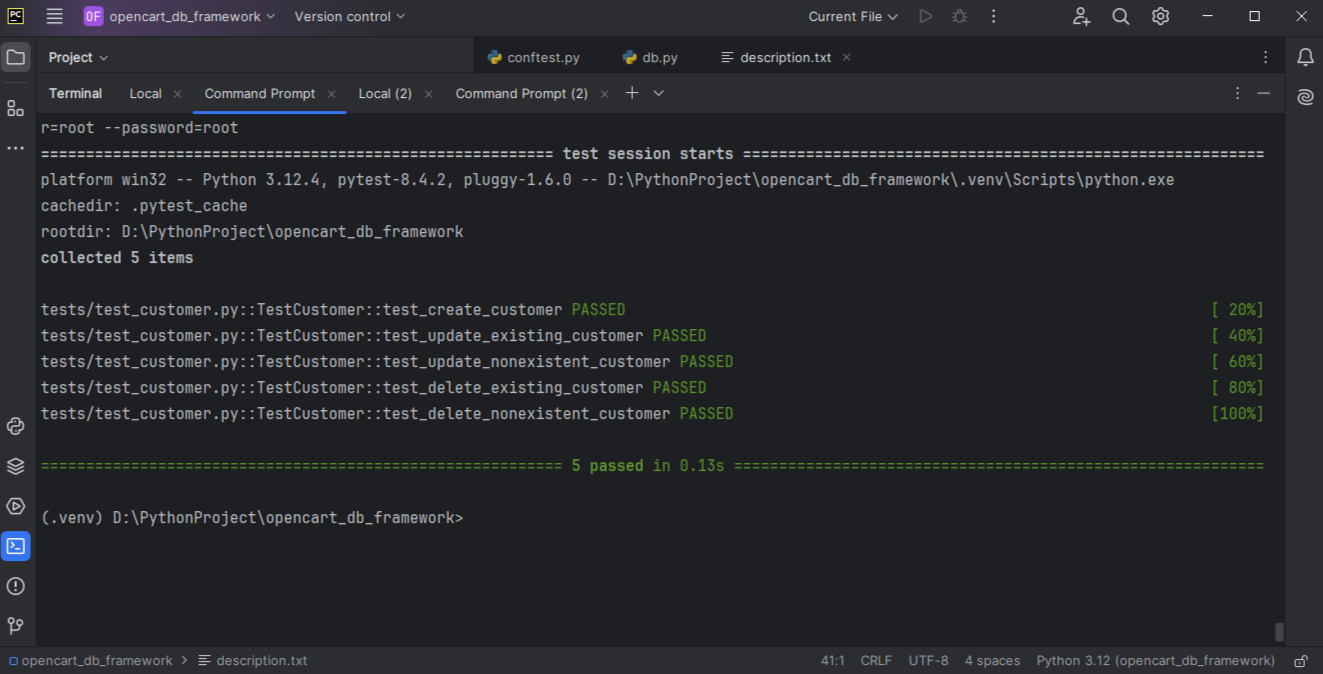 PC OF opencart_db_framework Version control Current File
Project conftest.py db.py description.txt
Terminal Local Command Prompt Local (2) Command Prompt (2)
r=root --password=root
========================================================= test session starts ==========================================================
platform win32 -- Python 3.12.4, pytest-8.4.2, pluggy-1.6.0 -- D:\PythonProject\opencart_db_framework\.venv\Scripts\python.exe
cachedir: .pytest_cache
rootdir: D:\PythonProject\opencart_db_framework
collected 5 items
tests/test_customer.py::TestCustomer::test_create_customer PASSED [ 20%]
tests/test_customer.py::TestCustomer::test_update_existing_customer PASSED [ 40%]
tests/test_customer.py::TestCustomer::test_update_nonexistent_customer PASSED [ 60%]
tests/test_customer.py::TestCustomer::test_delete_existing_customer PASSED [ 80%]
tests/test_customer.py::TestCustomer::test_delete_nonexistent_customer PASSED [100%]
========================================================== 5 passed in 0.13s ===========================================================
(.venv) D:\PythonProject\opencart_db_framework>
opencart_db_framework > description.txt 41:1 CRLF UTF-8 4 spaces Python 3.12 (opencart_db_framework)